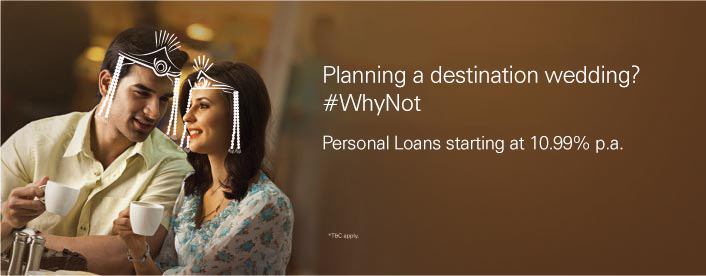 Planning a destination wedding?
#WhyNot
Personal Loans starting at 10.99% p.a.
*T&C apply.